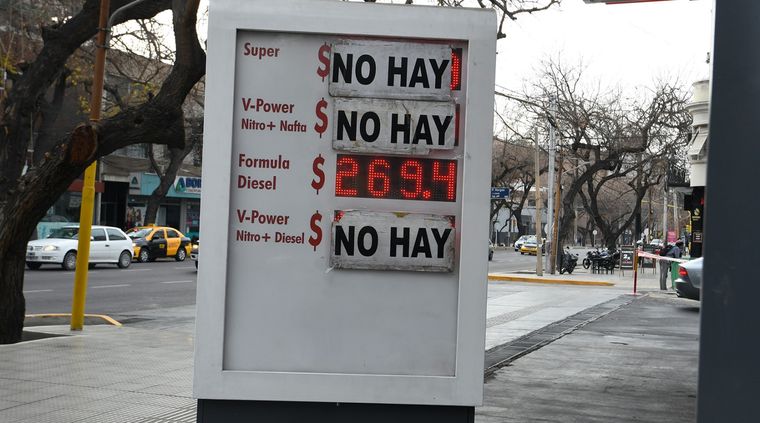 Super $ NO HAY
V-Power
Nitro+ Nafta $ NO HAY
Formula
Diesel $ 269.4
V-Power
Nitro+ Diesel $ NO HAY